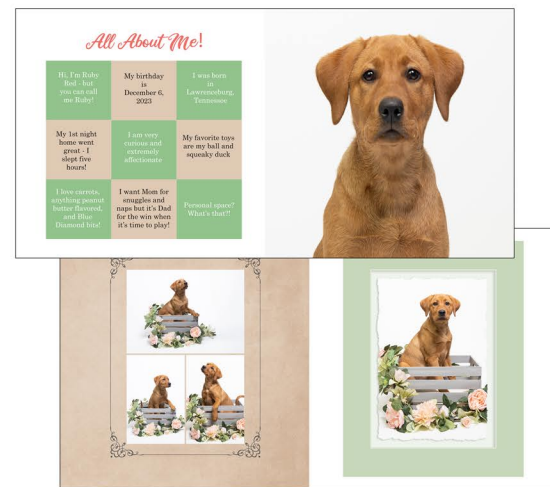 All About Me!
Hi, I'm Ruby
Red - but
you can call
me Ruby!
My birthday
is
December 6,
2023
I was born
in
Lawrenceburg,
Tennessee
My 1st night
home went
great - I
slept five
hours!
I am very
curious and
extremely
affectionate
My favorite toys
are my ball and
squeaky duck
I love carrots,
anything peanut
butter flavored,
and Blue
Diamond bits!
I want Mom for
snuggles and
naps but it's Dad
for the win when
it's time to play!
Personal space?
What's that?!